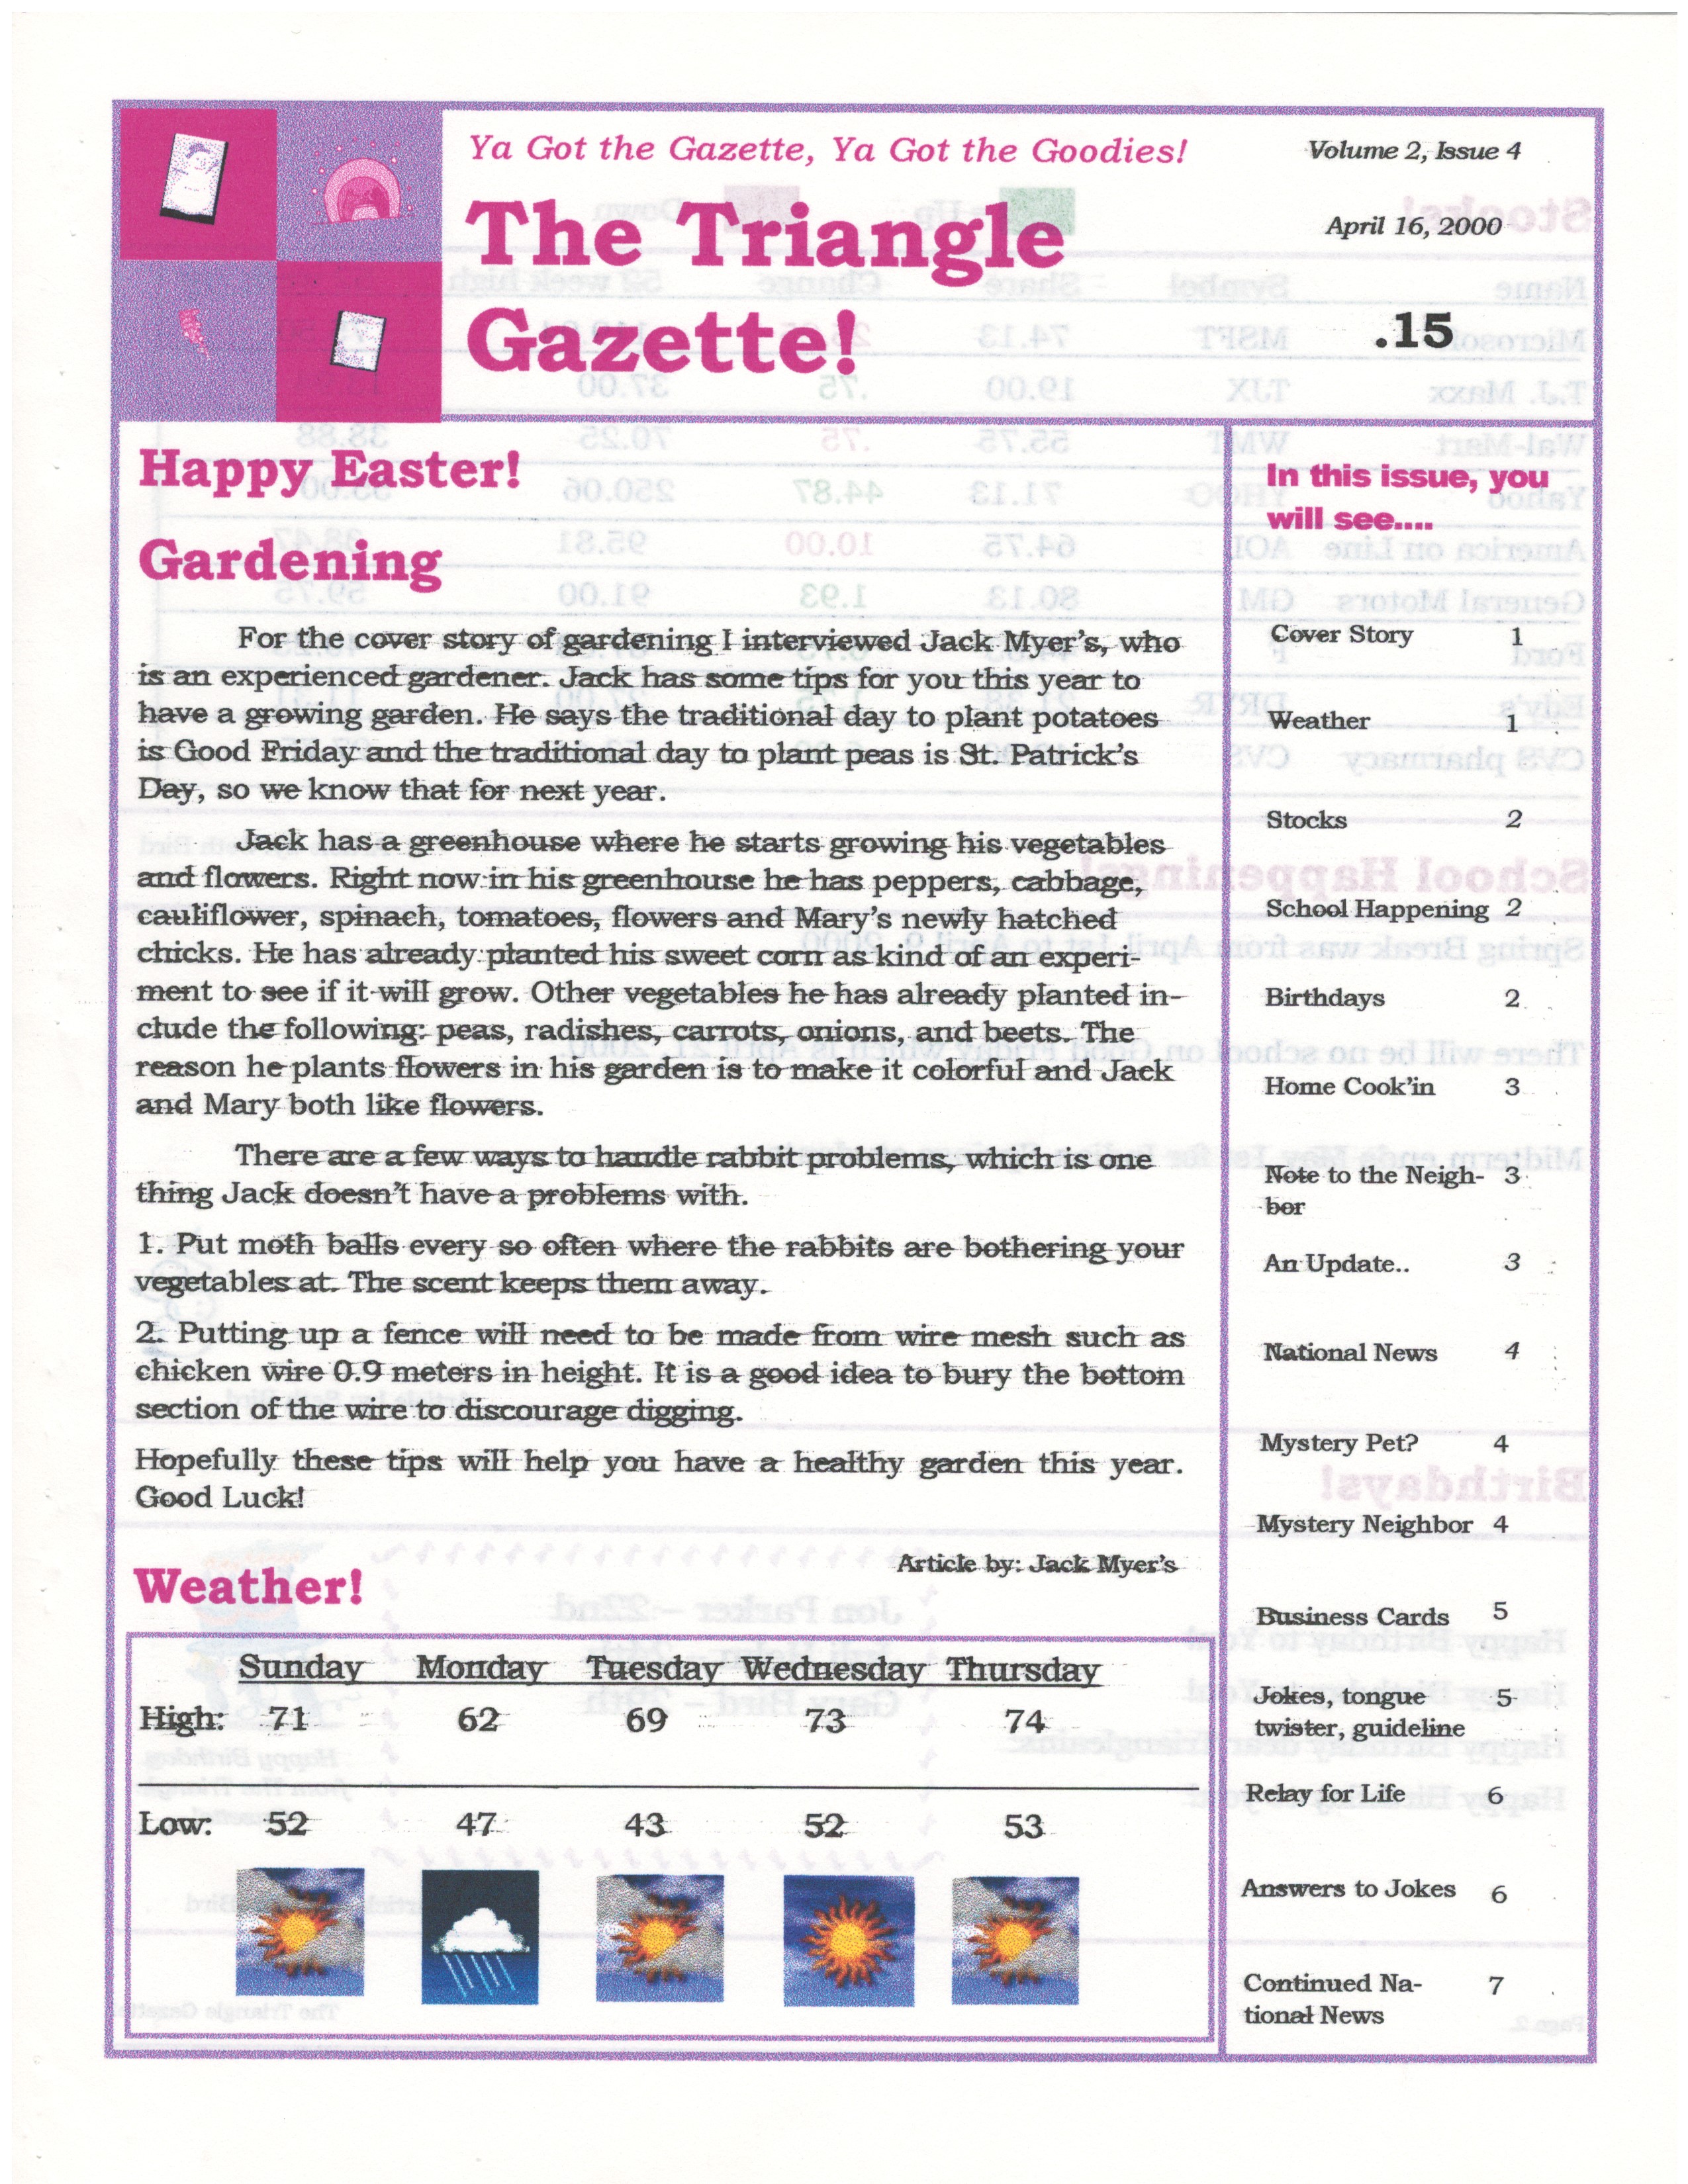 Ya Got the Gazette, Ya Got the Goodies!
Volume 2, Issue 4
The Triangle
Gazette!
April 16, 2000
.15
Happy Easter!
Gardening
For the cover story of gardening I interviewed Jack Myer's, who
is an experienced gardener. Jack has some tips for you this year to
have a growing garden. He says the traditional day to plant potatoes
is Good Friday and the traditional day to plant peas is St. Patrick's
Day, so we know that for next year.
Jack has a greenhouse where he starts growing his vegetables
and flowers. Right now in his greenhouse he has peppers, cabbage,
cauliflower, spinach, tomatoes, flowers and Mary's newly hatched
chicks. He has already planted his sweet corn as kind of an experi-
ment to see if it will grow. Other vegetables he has already planted in-
clude the following: peas, radishes, carrots, onions, and beets. The
reason he plants flowers in his garden is to make it colorful and Jack
and Mary both like flowers.
There are a few ways to handle rabbit problems, which is one
thing Jack doesn't have a problems with.
1. Put moth balls every so often where the rabbits are bothering your
vegetables at. The scent keeps them away.
2. Putting up a fence will need to be made from wire mesh such as
chicken wire 0.9 meters in height. It is a good idea to bury the bottom
section of the wire to discourage digging.
Hopefully these tips will help you have a healthy garden this year.
Good Luck!
Article by: Jack Myer's
Weather!
Sunday Monday Tuesday Wednesday Thursday
High: 71 62 69 73 74
Low: 52 47 43 52 53
In this issue, you
will see....
Cover Story 1
Weather 1
Stocks 2
School Happening 2
Birthdays 2
Home Cook'in 3
Note to the Neigh- 3
bor
An Update.. 3
National News 4
Mystery Pet? 4
Mystery Neighbor 4
Business Cards 5
Jokes, tongue 5
twister, guideline
Relay for Life 6
Answers to Jokes 6
Continued Na- 7
tional News